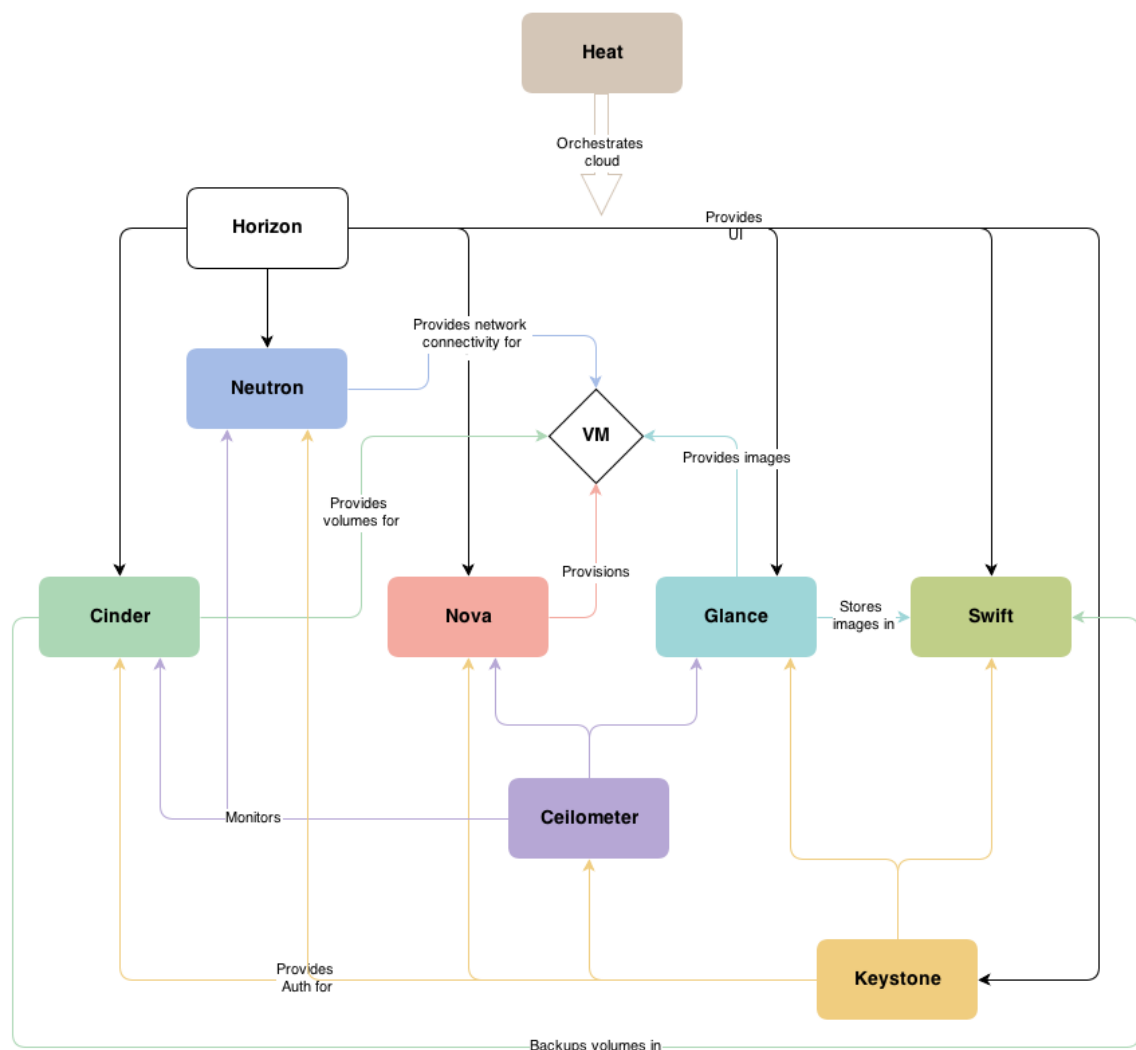 Heat
Orchestrates
cloud
Horizon
Provides
UI
Provides network
connectivity for
Neutron
VM
Provides images
Provides
volumes for
Provisions
Cinder
Nova
Glance
Stores
images in
Swift
Monitors
Ceilometer
Provides
Auth for
Keystone
Backups volumes in